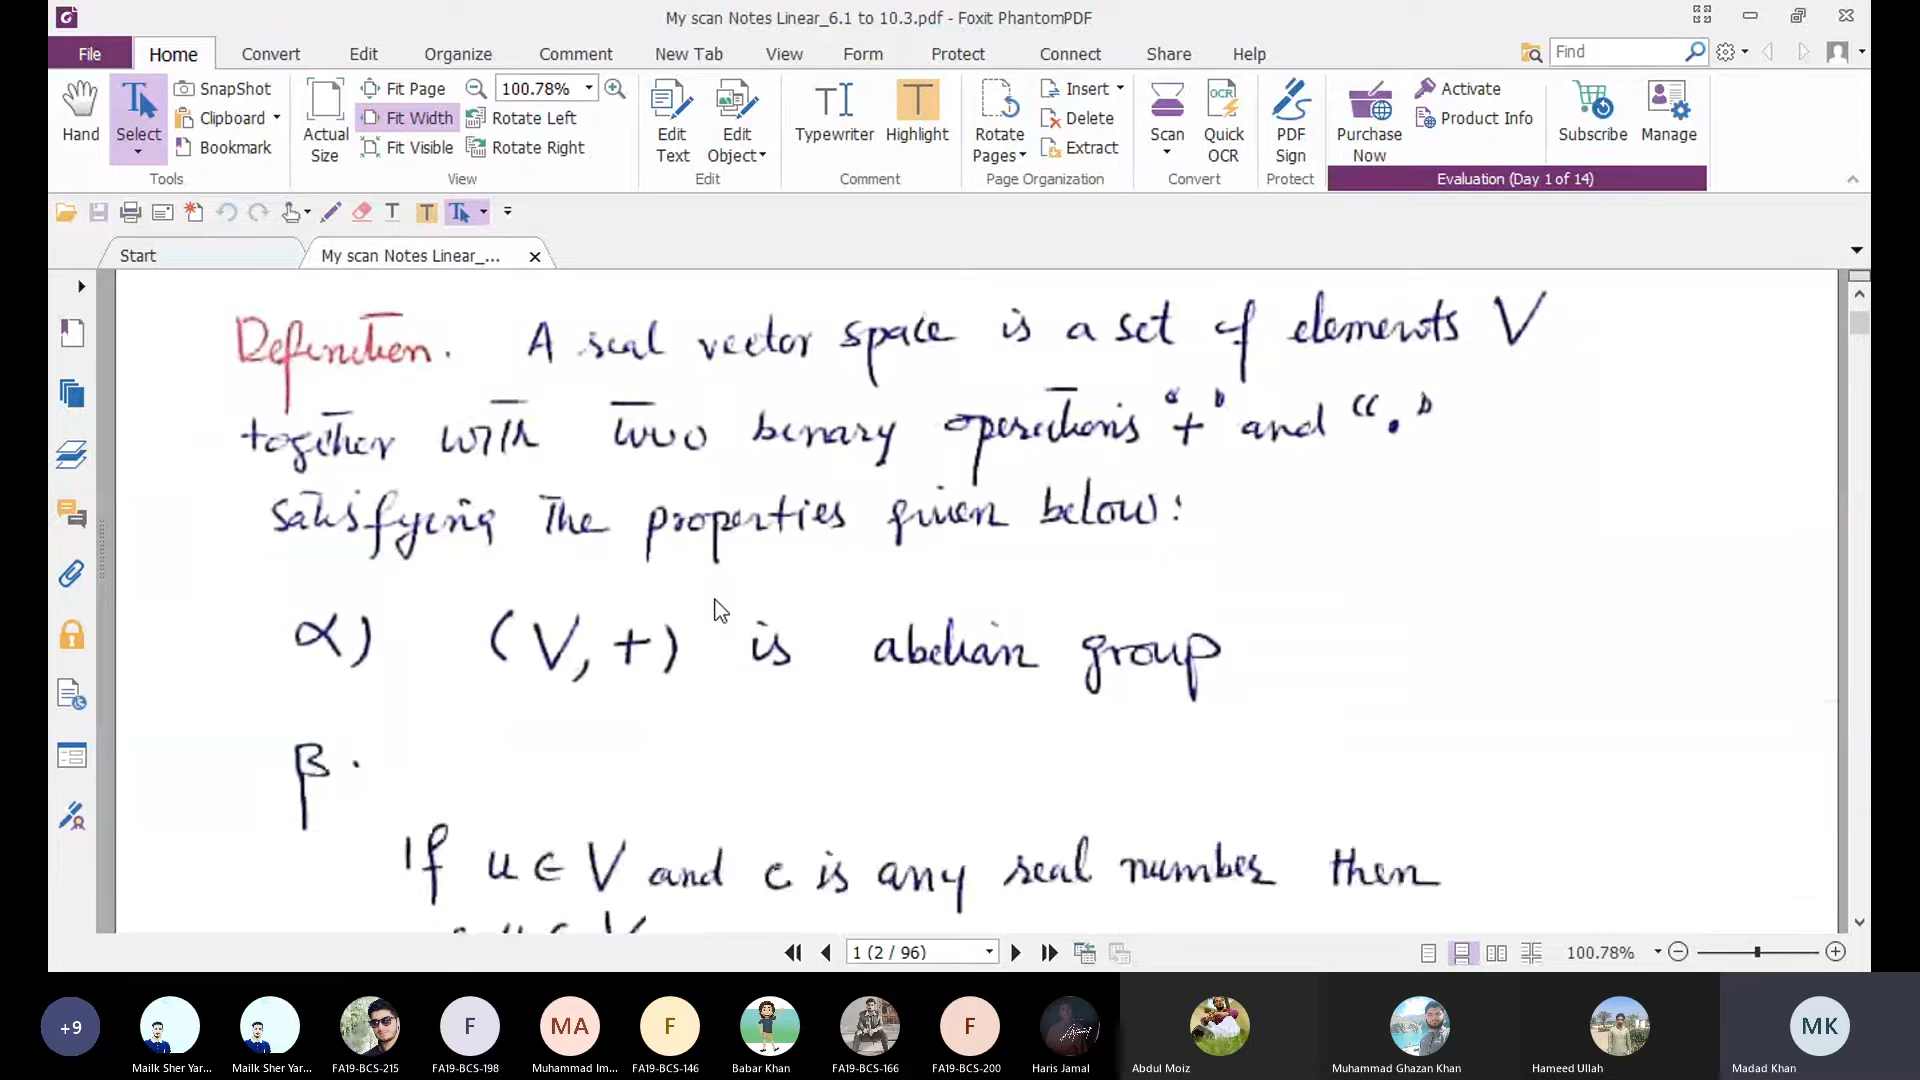 My scan Notes Linear_6.1 to 10.3.pdf - Foxit PhantomPDF
File Home Convert Edit Organize Comment New Tab View Form Protect Connect Share Help Find
Hand Select SnapShot Clipboard Bookmark
Actual Size Fit Page Fit Width Fit Visible 100.78% Rotate Left Rotate Right
Edit Text Edit Object Typewriter Highlight
Rotate Pages Insert Delete Extract
Scan Quick OCR PDF Sign
Purchase Now Activate Product Info Subscribe Manage
Tools View Edit Comment Page Organization Convert Protect Evaluation (Day 1 of 14)
Start My scan Notes Linear_...
Definition. A real vector space is a set of elements V
together with two binary operations "+" and "."
satisfying the properties given below:
α) (V, +) is abelian group
β.
If u ∈ V and c is any real number then
1 (2 / 96) 100.78%
+9 F MA F F MK
Mailk Sher Yar... Mailk Sher Yar... FA19-BCS-215 FA19-BCS-198 Muhammad Im... FA19-BCS-146 Babar Khan FA19-BCS-166 FA19-BCS-200 Haris Jamal Abdul Moiz Muhammad Ghazan Khan Hameed Ullah Madad Khan